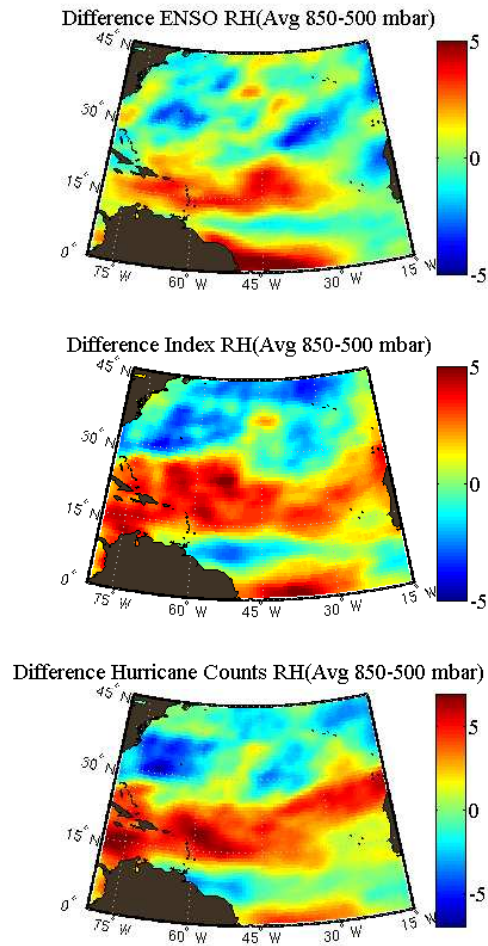 Difference ENSO RH(Avg 850-500 mbar)
45° N
30° N
15° N
0°
75° W
60° W
45° W
30° W
15° W
5
0
-5
Difference Index RH(Avg 850-500 mbar)
45° N
30° N
15° N
0°
75° W
60° W
45° W
30° W
15° W
5
0
-5
Difference Hurricane Counts RH(Avg 850-500 mbar)
45° N
30° N
15° N
0°
75° W
60° W
45° W
30° W
15° W
5
0
-5